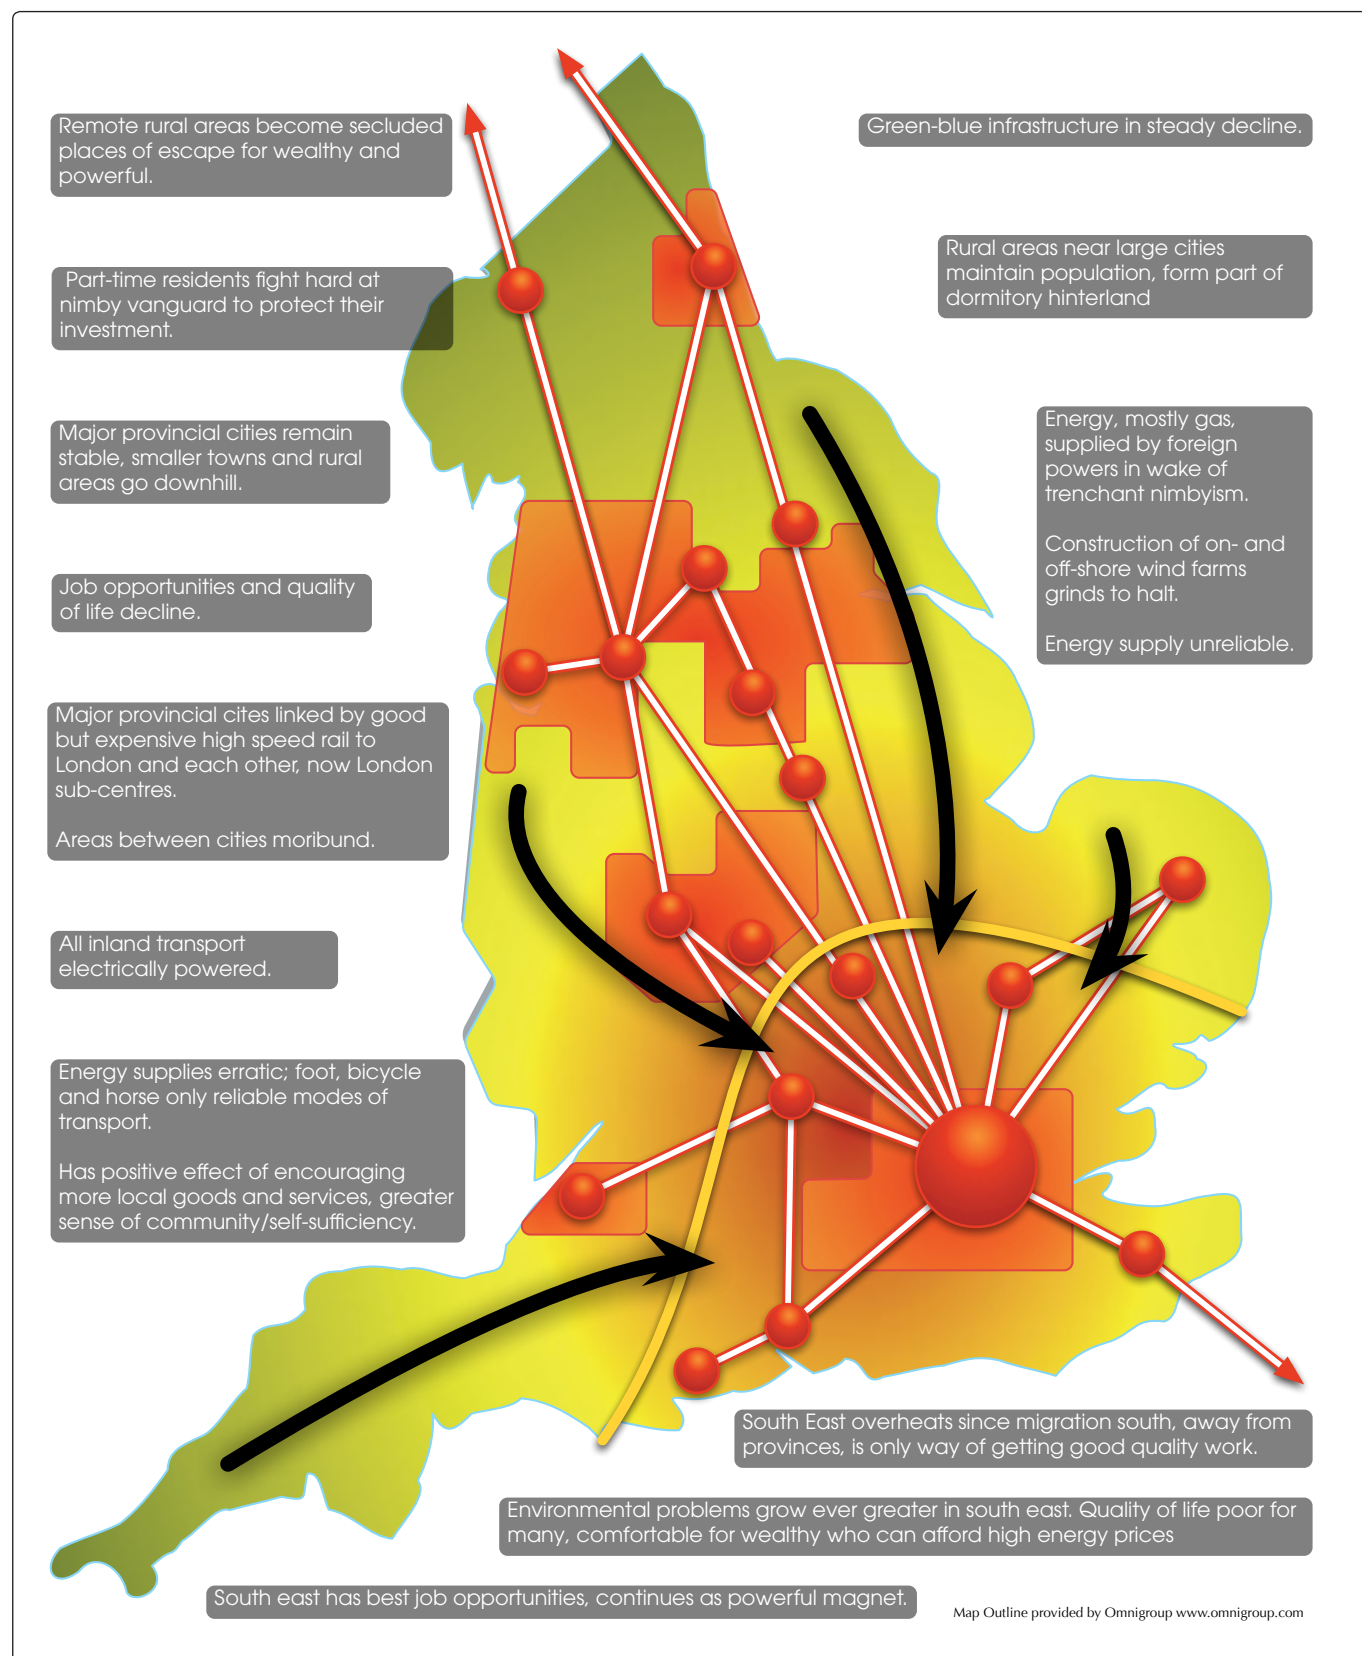 Remote rural areas become secluded
places of escape for wealthy and
powerful.
Green-blue infrastructure in steady decline.
Part-time residents fight hard at
nimby vanguard to protect their
investment.
Rural areas near large cities
maintain population, form part of
dormitory hinterland
Major provincial cities remain
stable, smaller towns and rural
areas go downhill.
Energy, mostly gas,
supplied by foreign
powers in wake of
trenchant nimbyism.
Construction of on- and
off-shore wind farms
grinds to halt.
Energy supply unreliable.
Job opportunities and quality
of life decline.
Major provincial cites linked by good
but expensive high speed rail to
London and each other, now London
sub-centres.
Areas between cities moribund.
All inland transport
electrically powered.
Energy supplies erratic; foot, bicycle
and horse only reliable modes of
transport.
Has positive effect of encouraging
more local goods and services, greater
sense of community/self-sufficiency.
South East overheats since migration south, away from
provinces, is only way of getting good quality work.
Environmental problems grow ever greater in south east. Quality of life poor for
many, comfortable for wealthy who can afford high energy prices
South east has best job opportunities, continues as powerful magnet.
Map Outline provided by Omnigroup www.omnigroup.com